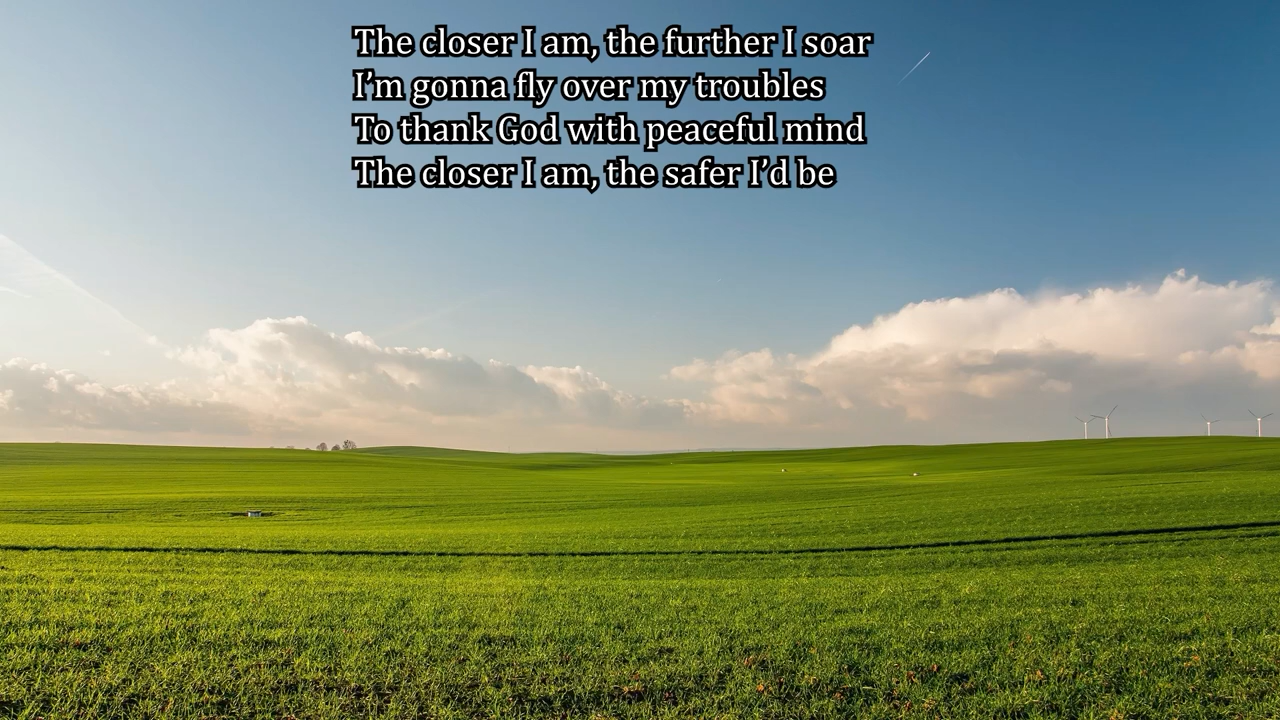 The closer I am, the further I soar
I’m gonna fly over my troubles
To thank God with peaceful mind
The closer I am, the safer I’d be